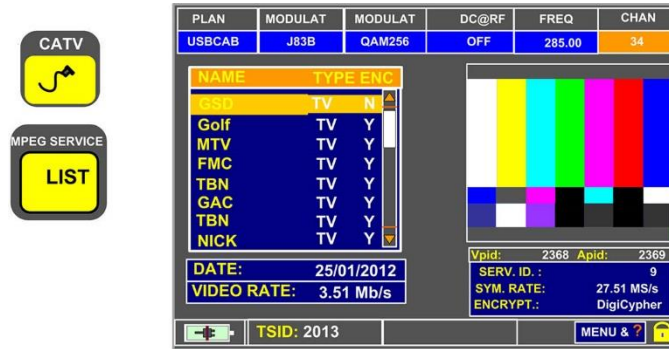 CATV
MPEG SERVICE
LIST
PLAN MODULAT MODULAT DC@RF FREQ CHAN
USBCAB J83B QAM256 OFF 285.00 34
NAME TYPE ENC
GSD TV N
Golf TV Y
MTV TV Y
FMC TV Y
TBN TV Y
GAC TV Y
TBN TV Y
NICK TV Y
DATE: 25/01/2012
VIDEO RATE: 3.51 Mb/s
Vpid: 2368 Apid: 2369
SERV. ID. : 9
SYM. RATE: 27.51 MS/s
ENCRYPT.: DigiCypher
TSID: 2013
MENU & ?